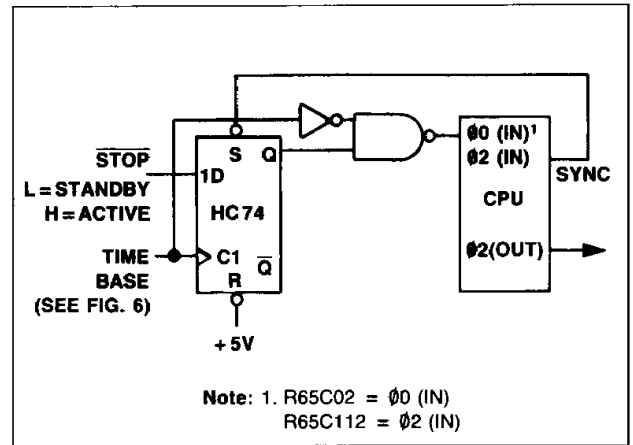 STOP
L = STANDBY
H = ACTIVE
TIME
BASE
(SEE FIG. 6)
S Q
1D
HC74
C1 Q
R
+5V
Ø0 (IN)¹
Ø2 (IN)
SYNC
CPU
Ø2(OUT)
Note: 1. R65C02 = Ø0 (IN)
R65C112 = Ø2 (IN)